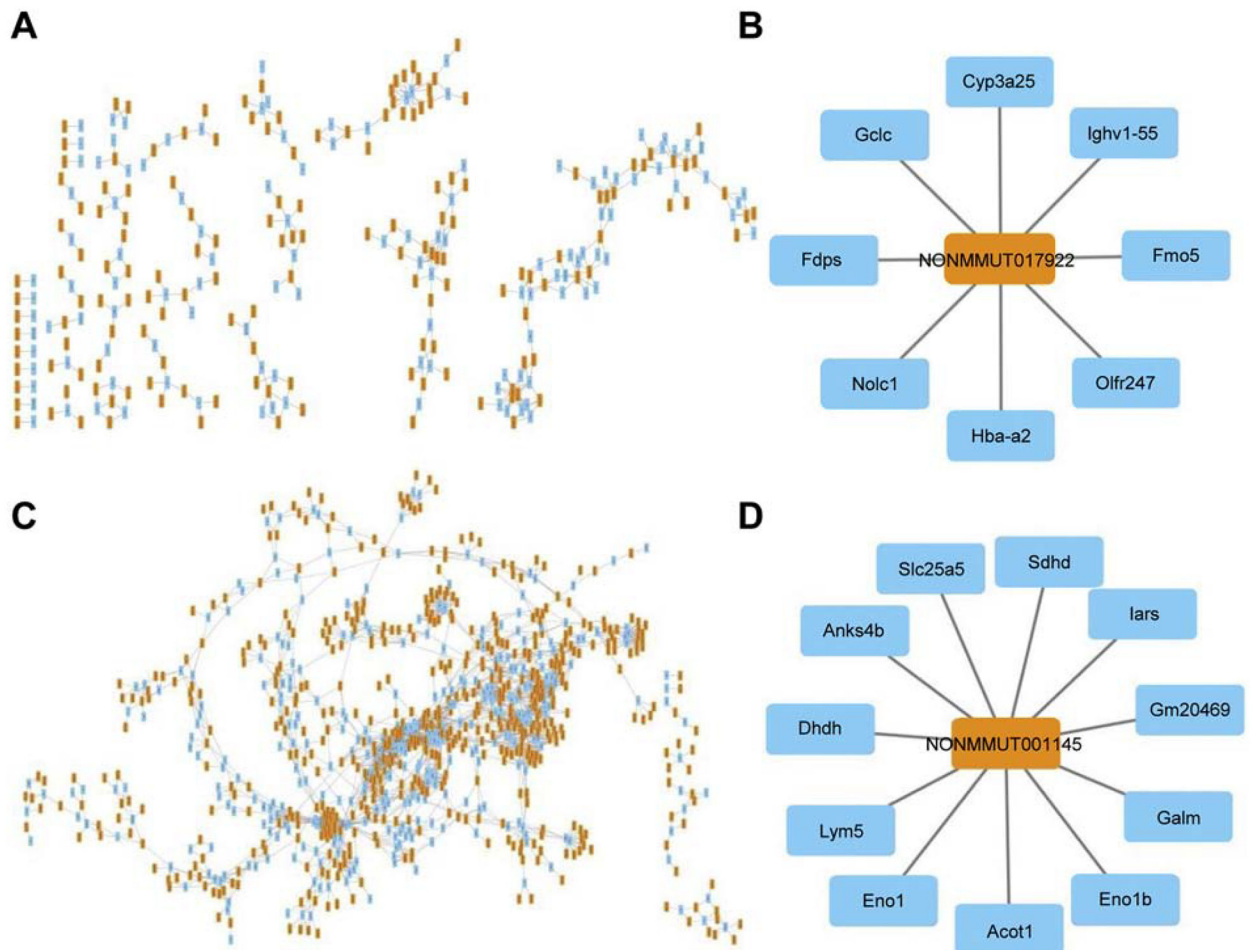 A
B
Cyp3a25
Gclc
Ighv1-55
Fdps
NONMMUT017922
Fmo5
Nolc1
Olfr247
Hba-a2
C
D
Slc25a5
Sdhd
Anks4b
Iars
Gm20469
Dhdh
NONMMUT001145
Lym5
Galm
Eno1
Eno1b
Acot1